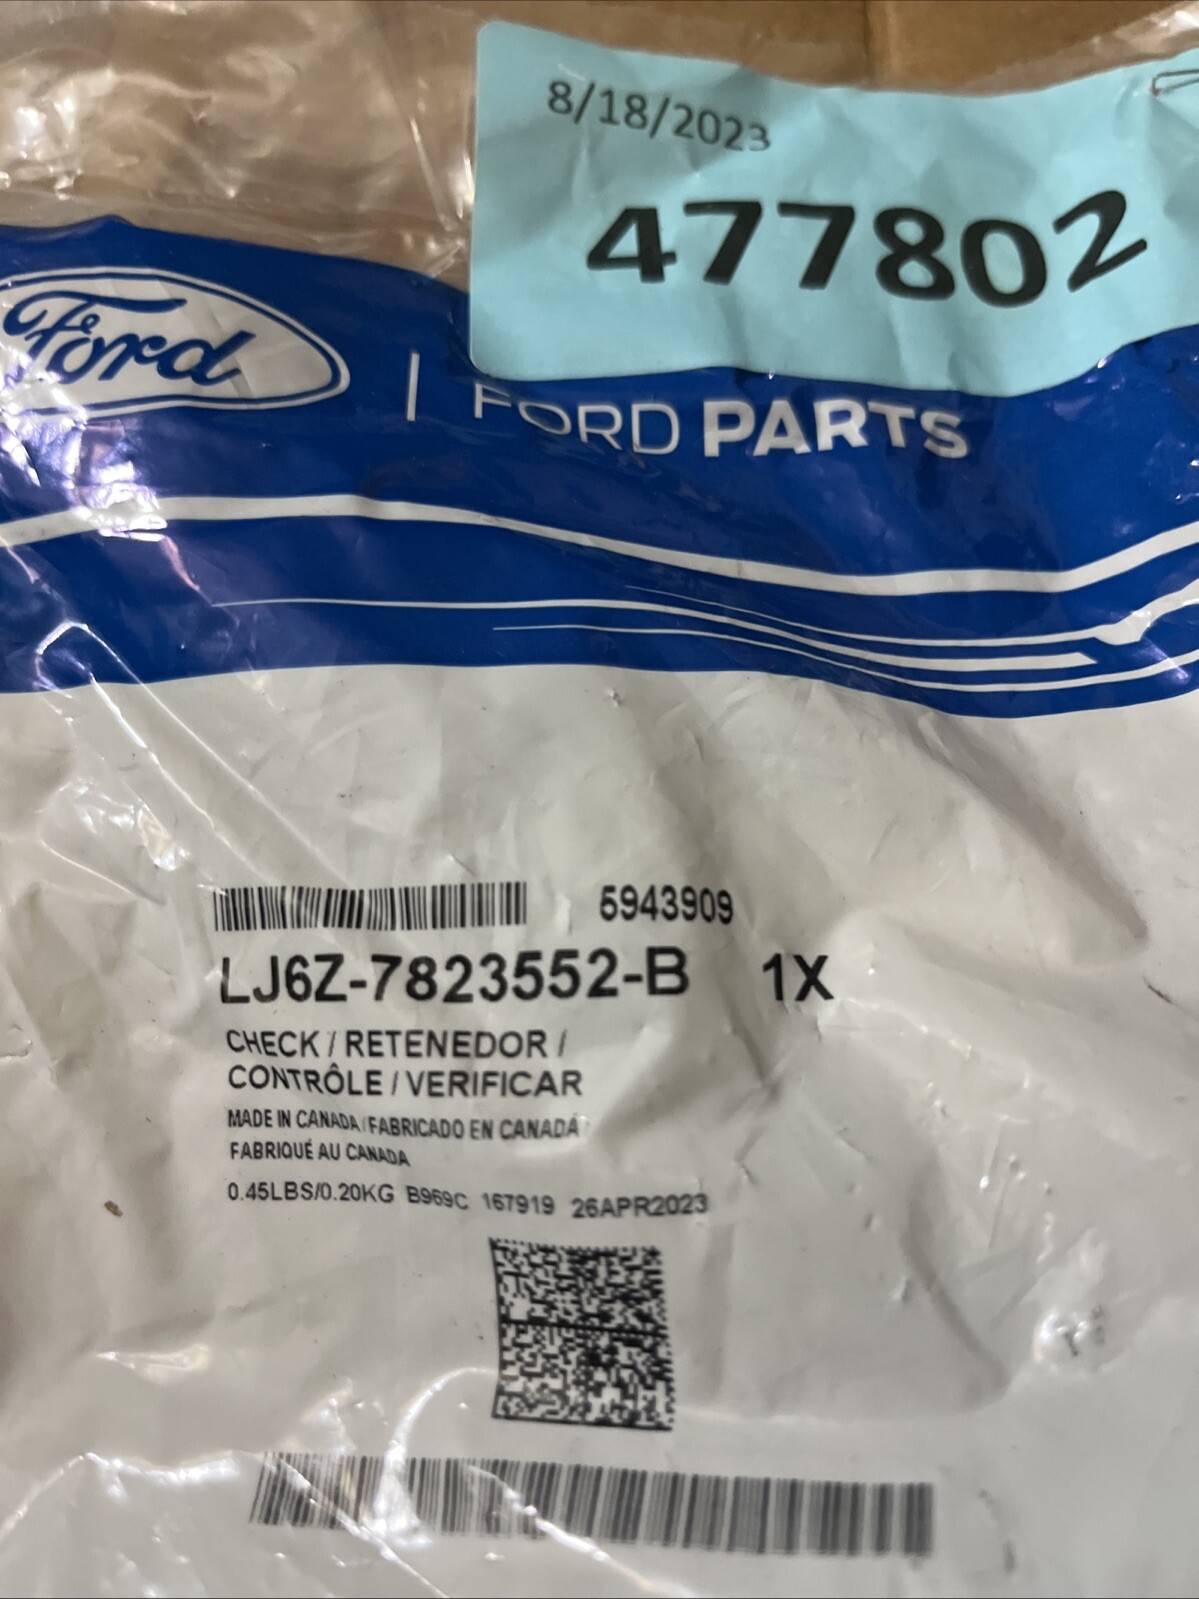 8/18/2023
477802
Ford
FORD PARTS
5943909
LJ6Z-7823552-B 1X
CHECK / RETENEDOR /
CONTRÔLE / VERIFICAR
MADE IN CANADA/FABRICADO EN CANADÁ
FABRIQUÉ AU CANADA
0.45LBS/0.20KG B969C 167919 26APR2023